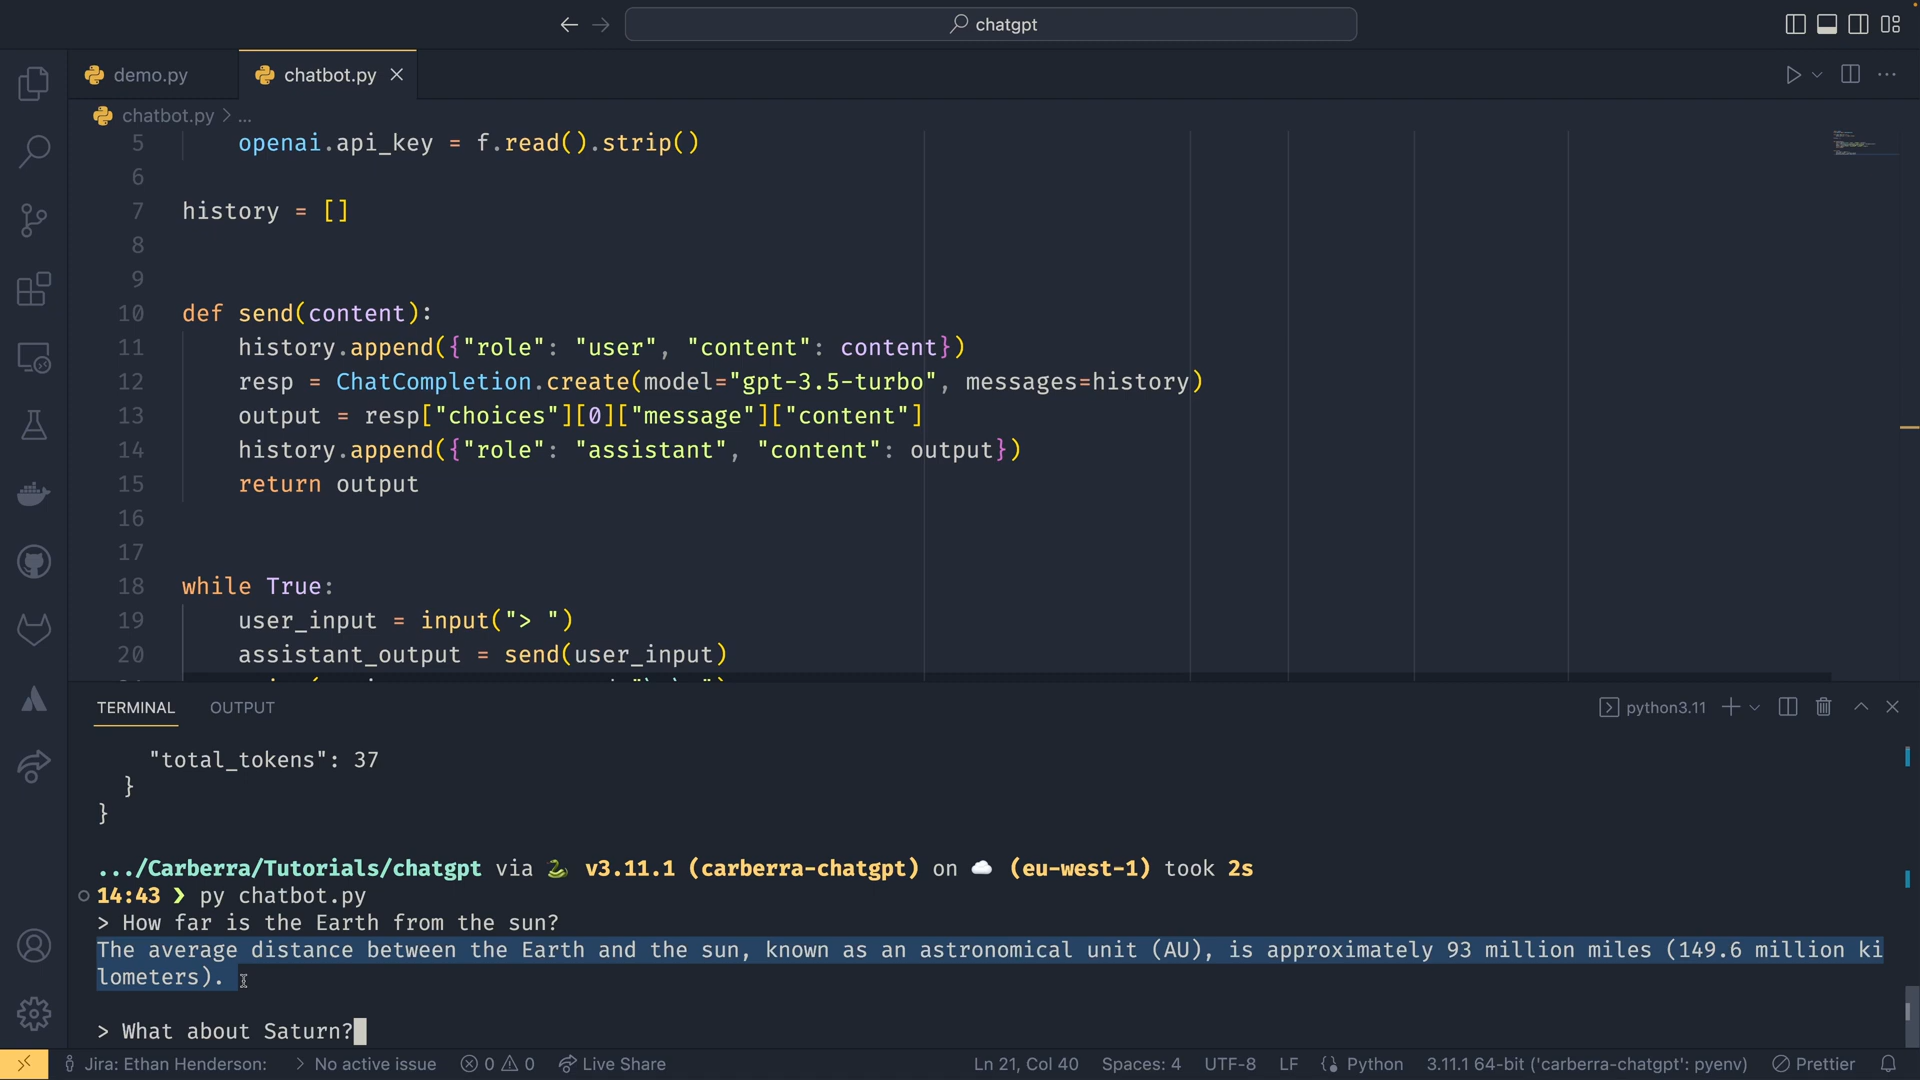 chatgpt
demo.py
chatbot.py
chatbot.py > ...
5 openai.api_key = f.read().strip()
6
7 history = []
8
9
10 def send(content):
11 history.append({"role": "user", "content": content})
12 resp = ChatCompletion.create(model="gpt-3.5-turbo", messages=history)
13 output = resp["choices"][0]["message"]["content"]
14 history.append({"role": "assistant", "content": output})
15 return output
16
17
18 while True:
19 user_input = input("> ")
20 assistant_output = send(user_input)
TERMINAL OUTPUT
python3.11
"total_tokens": 37
}
}
.../Carberra/Tutorials/chatgpt via v3.11.1 (carberra-chatgpt) on (eu-west-1) took 2s
14:43 ❯ py chatbot.py
> How far is the Earth from the sun?
The average distance between the Earth and the sun, known as an astronomical unit (AU), is approximately 93 million miles (149.6 million ki
lometers).
> What about Saturn?
Jira: Ethan Henderson: > No active issue 0 0 Live Share Ln 21, Col 40 Spaces: 4 UTF-8 LF Python 3.11.1 64-bit ('carberra-chatgpt': pyenv) Prettier